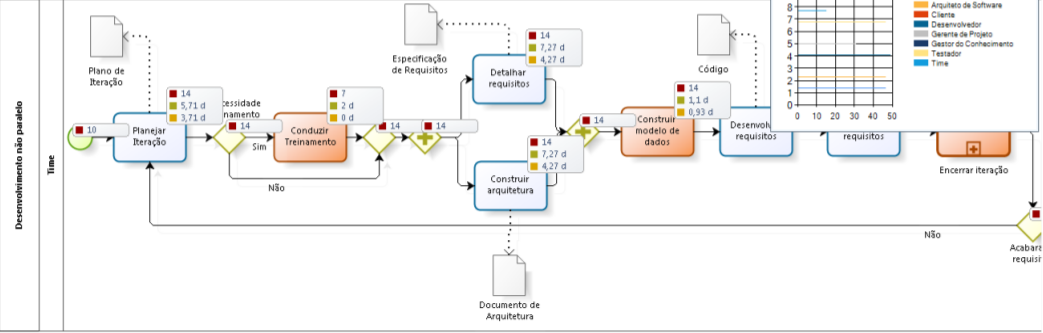 Desenvolvimento não paralelo
Time
10
Plano de
Iteração
Planejar
Iteração
14
5,71 d
3,71 d
cessidade
namento
14
Sim
Não
Conduzir
Treinamento
7
2 d
0 d
14
14
Especificação
de Requisitos
Detalhar
requisitos
14
7,27 d
4,27 d
Construir
arquitetura
14
7,27 d
4,27 d
Documento de
Arquitetura
14
Construir
modelo de
dados
14
1,1 d
0,93 d
Código
Desenvolv
requisitos
requisitos
Encerrar iteração
Não
Acabara
requisi
8
7
6
5
4
3
2
1
0
0 10 20 30 40 50
Arquiteto de Software
Cliente
Desenvolvedor
Gerente de Projeto
Gestor do Conhecimento
Testador
Time